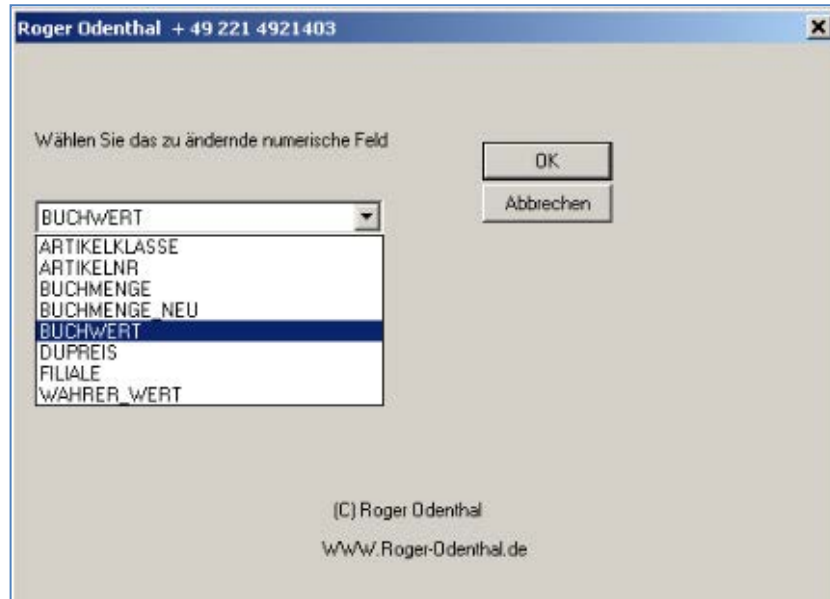 Roger Odenthal + 49 221 4921403
Wählen Sie das zu ändernde numerische Feld
OK
Abbrechen
BUCHWERT
ARTIKELKLASSE
ARTIKELNR
BUCHMENGE
BUCHMENGE_NEU
BUCHWERT
DUPREIS
FILIALE
WAHRER_WERT
(C) Roger Odenthal
WWW.Roger-Odenthal.de